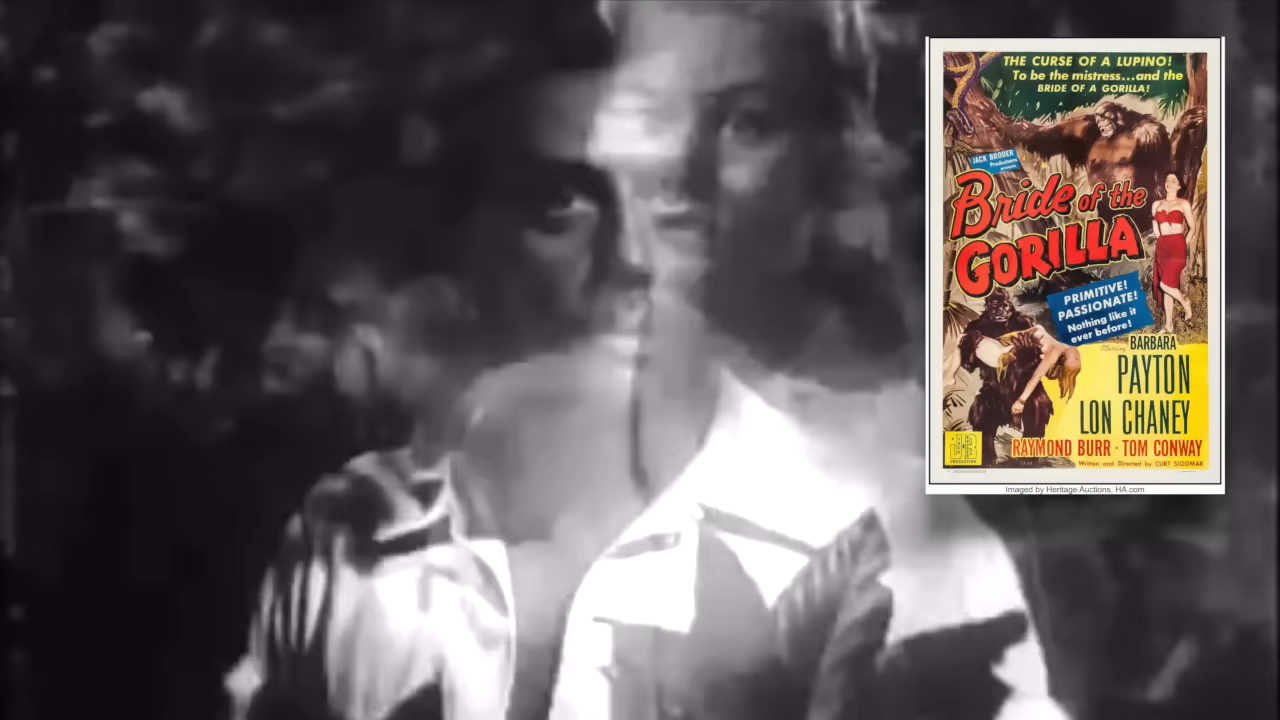 THE CURSE OF A LUPINO!
To be the mistress...and the
BRIDE OF A GORILLA!
JACK BRODER
Productions
presents
Bride of the
GORILLA
PRIMITIVE!
PASSIONATE!
Nothing like it
ever before!
BARBARA
PAYTON
LON CHANEY
RAYMOND BURR · TOM CONWAY
Written and Directed by CURT SIODMAK
Imaged by Heritage Auctions, HA.com